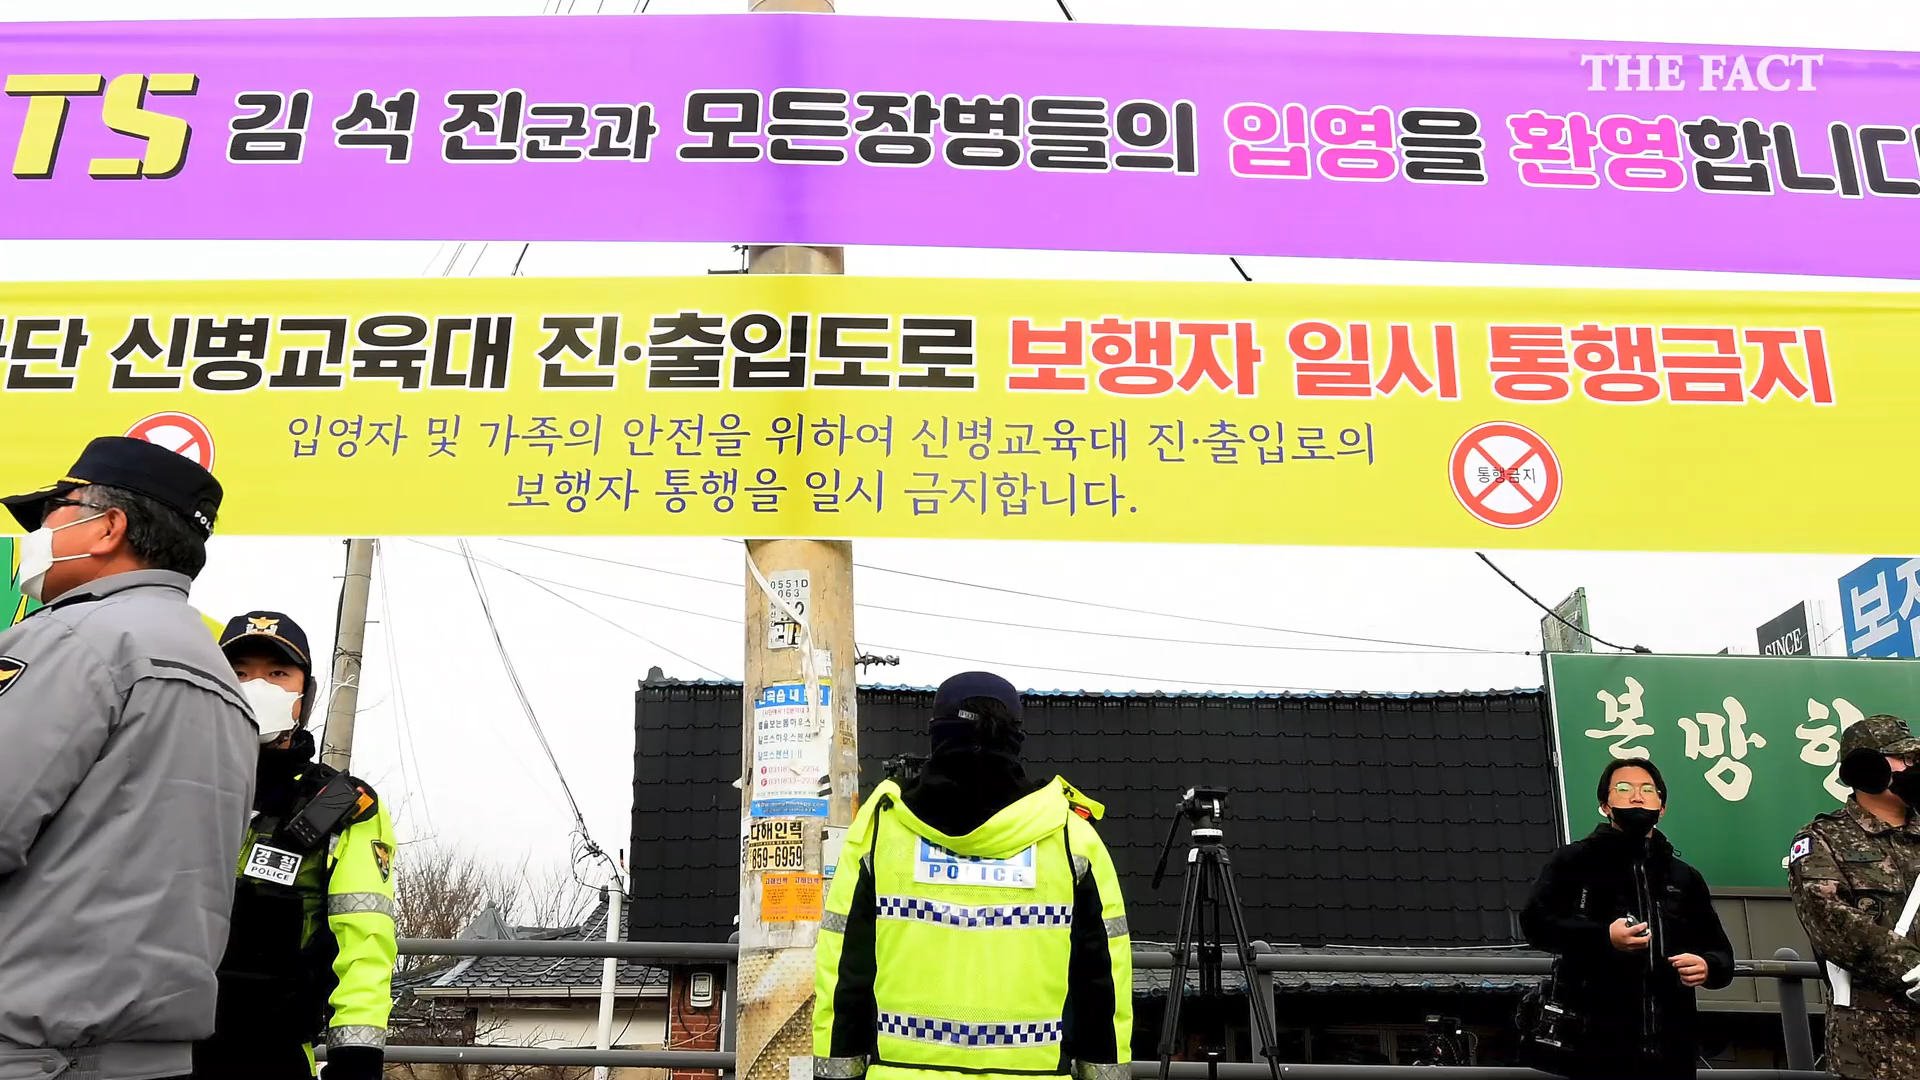 THE FACT
TS 김석진군과 모든장병들의 입영을 환영합니다
사단 신병교육대 진·출입도로 보행자 일시 통행금지
입영자 및 가족의 안전을 위하여 신병교육대 진·출입로의
보행자 통행을 일시 금지합니다.
통행금지
0551D
063
다해인력
859-6959
경찰
POLICE
POLICE
SINCE
본망